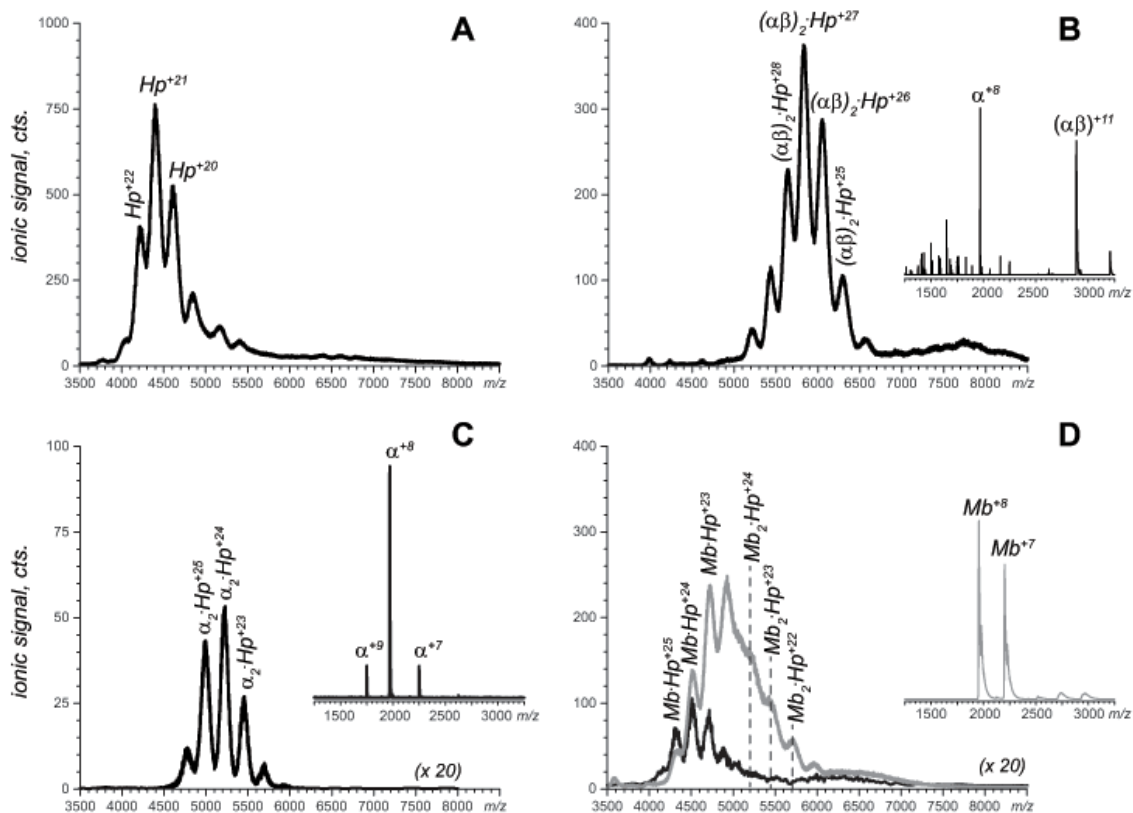 A
1000
750
500
250
0
ionic signal, cts.
Hp+22
Hp+21
Hp+20
3500 4000 4500 5000 5500 6000 6500 7000 7500 8000 m/z
B
400
300
200
100
0
(αβ)2·Hp+28
(αβ)2·Hp+27
(αβ)2·Hp+26
(αβ)2·Hp+25
α+8
(αβ)+11
1500 2000 2500 3000 m/z
3500 4000 4500 5000 5500 6000 6500 7000 7500 8000 m/z
C
100
75
50
25
0
ionic signal, cts.
α2·Hp+25
α2·Hp+24
α2·Hp+23
α+9
α+8
α+7
1500 2000 2500 3000 m/z
(x 20)
3500 4000 4500 5000 5500 6000 6500 7000 7500 8000 m/z
D
400
300
200
100
0
Mb·Hp+25
Mb·Hp+24
Mb·Hp+23
Mb2·Hp+24
Mb2·Hp+23
Mb2·Hp+22
Mb+8
Mb+7
1500 2000 2500 3000 m/z
(x 20)
3500 4000 4500 5000 5500 6000 6500 7000 7500 8000 m/z